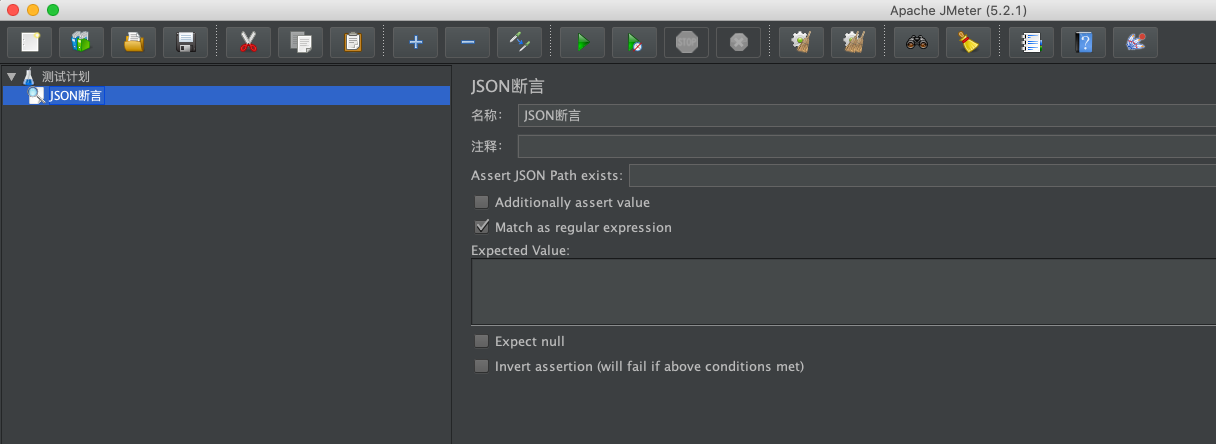 Apache JMeter (5.2.1)
STOP
测试计划
JSON断言
JSON断言
名称：
JSON断言
注释：
Assert JSON Path exists:
Additionally assert value
Match as regular expression
Expected Value:
Expect null
Invert assertion (will fail if above conditions met)